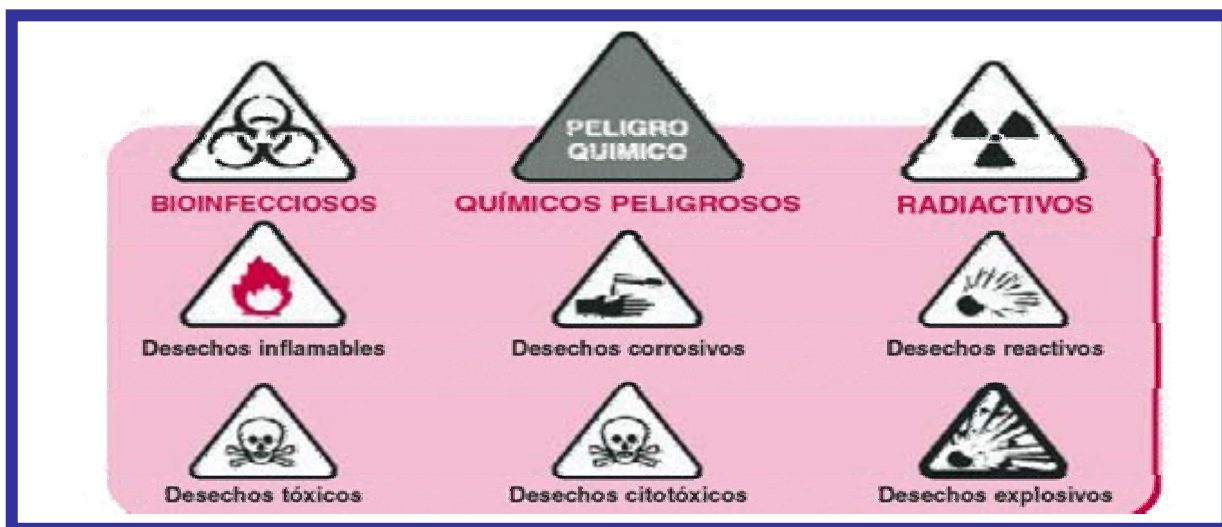 PELIGRO
QUIMICO
BIOINFECCIOSOS QUÍMICOS PELIGROSOS RADIACTIVOS
Desechos inflamables Desechos corrosivos Desechos reactivos
Desechos tóxicos Desechos citotóxicos Desechos explosivos